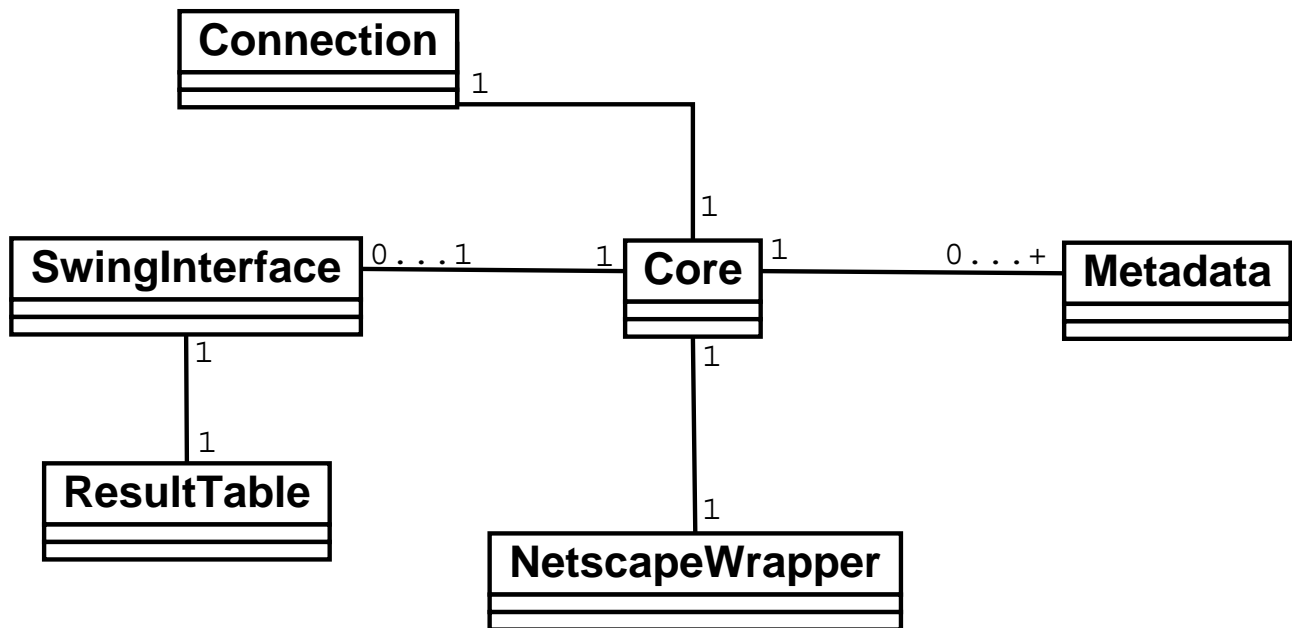 Connection
1
1
SwingInterface
0...1
1
Core
1
0...+
Metadata
1
1
1
ResultTable
1
NetscapeWrapper